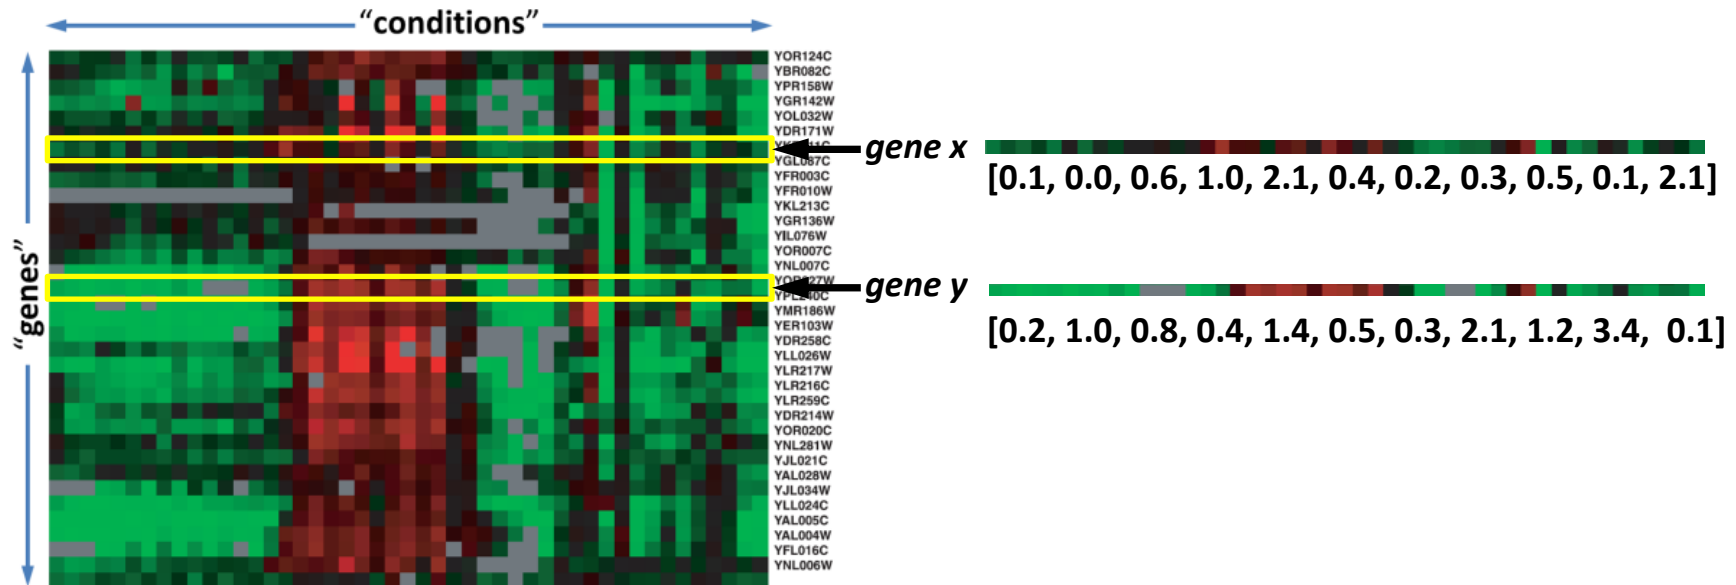 “conditions”
“genes”
YOR124C
YBR082C
YPR158W
YGR142W
YOL032W
YDR171W
YGL087C
YFR003C
YFR010W
YKL213C
YGR136W
YIL076W
YOR007C
YNL007C
YMR186W
YER103W
YDR258C
YLL026W
YLR217W
YLR216C
YLR259C
YDR214W
YOR020C
YNL281W
YJL021C
YAL028W
YJL034W
YLL024C
YAL005C
YAL004W
YFL016C
YNL006W
gene x
[0.1, 0.0, 0.6, 1.0, 2.1, 0.4, 0.2, 0.3, 0.5, 0.1, 2.1]
gene y
[0.2, 1.0, 0.8, 0.4, 1.4, 0.5, 0.3, 2.1, 1.2, 3.4, 0.1]